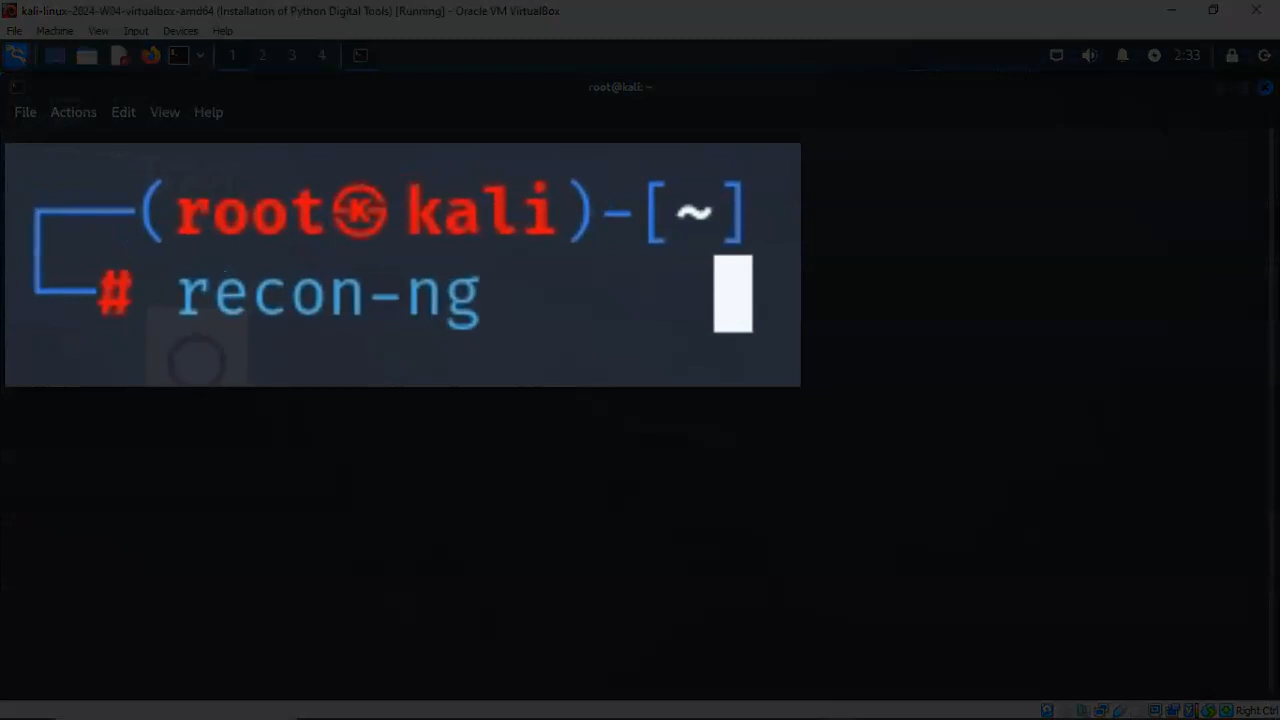 kali-linux-2024-W04-virtualbox-amd64 (Installation of Python Digital Tools) [Running] - Oracle VM VirtualBox
File Machine View Input Devices Help
1 2 3 4 2:33
root@kali: ~
File Actions Edit View Help
(root㉿kali)-[~]
# recon-ng
Right Ctrl